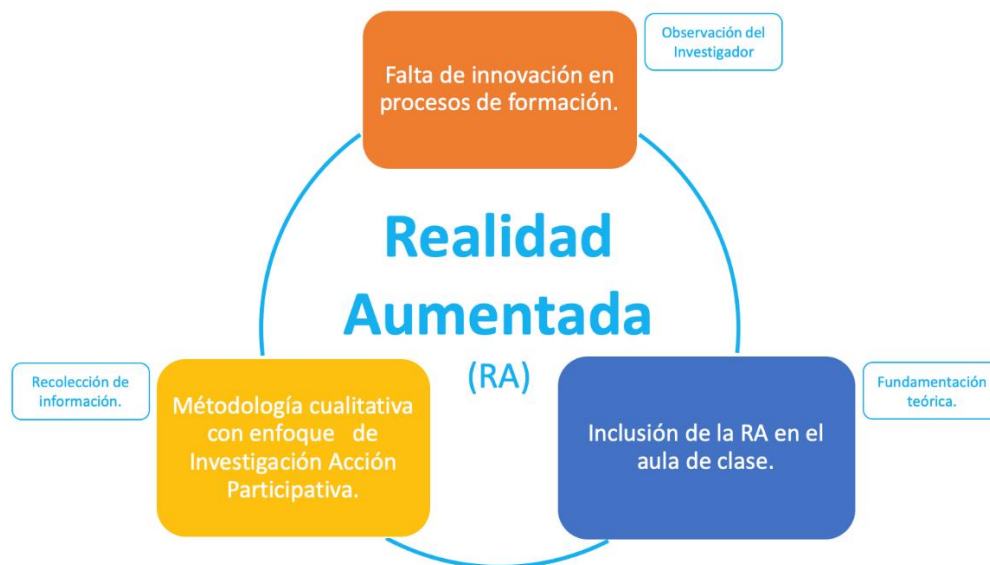 Observación del
Investigador
Falta de innovación en
procesos de formación.
Realidad
Aumentada
(RA)
Recolección de
información.
Métodología cualitativa
con enfoque de
Investigación Acción
Participativa.
Inclusión de la RA en el
aula de clase.
Fundamentación
teórica.